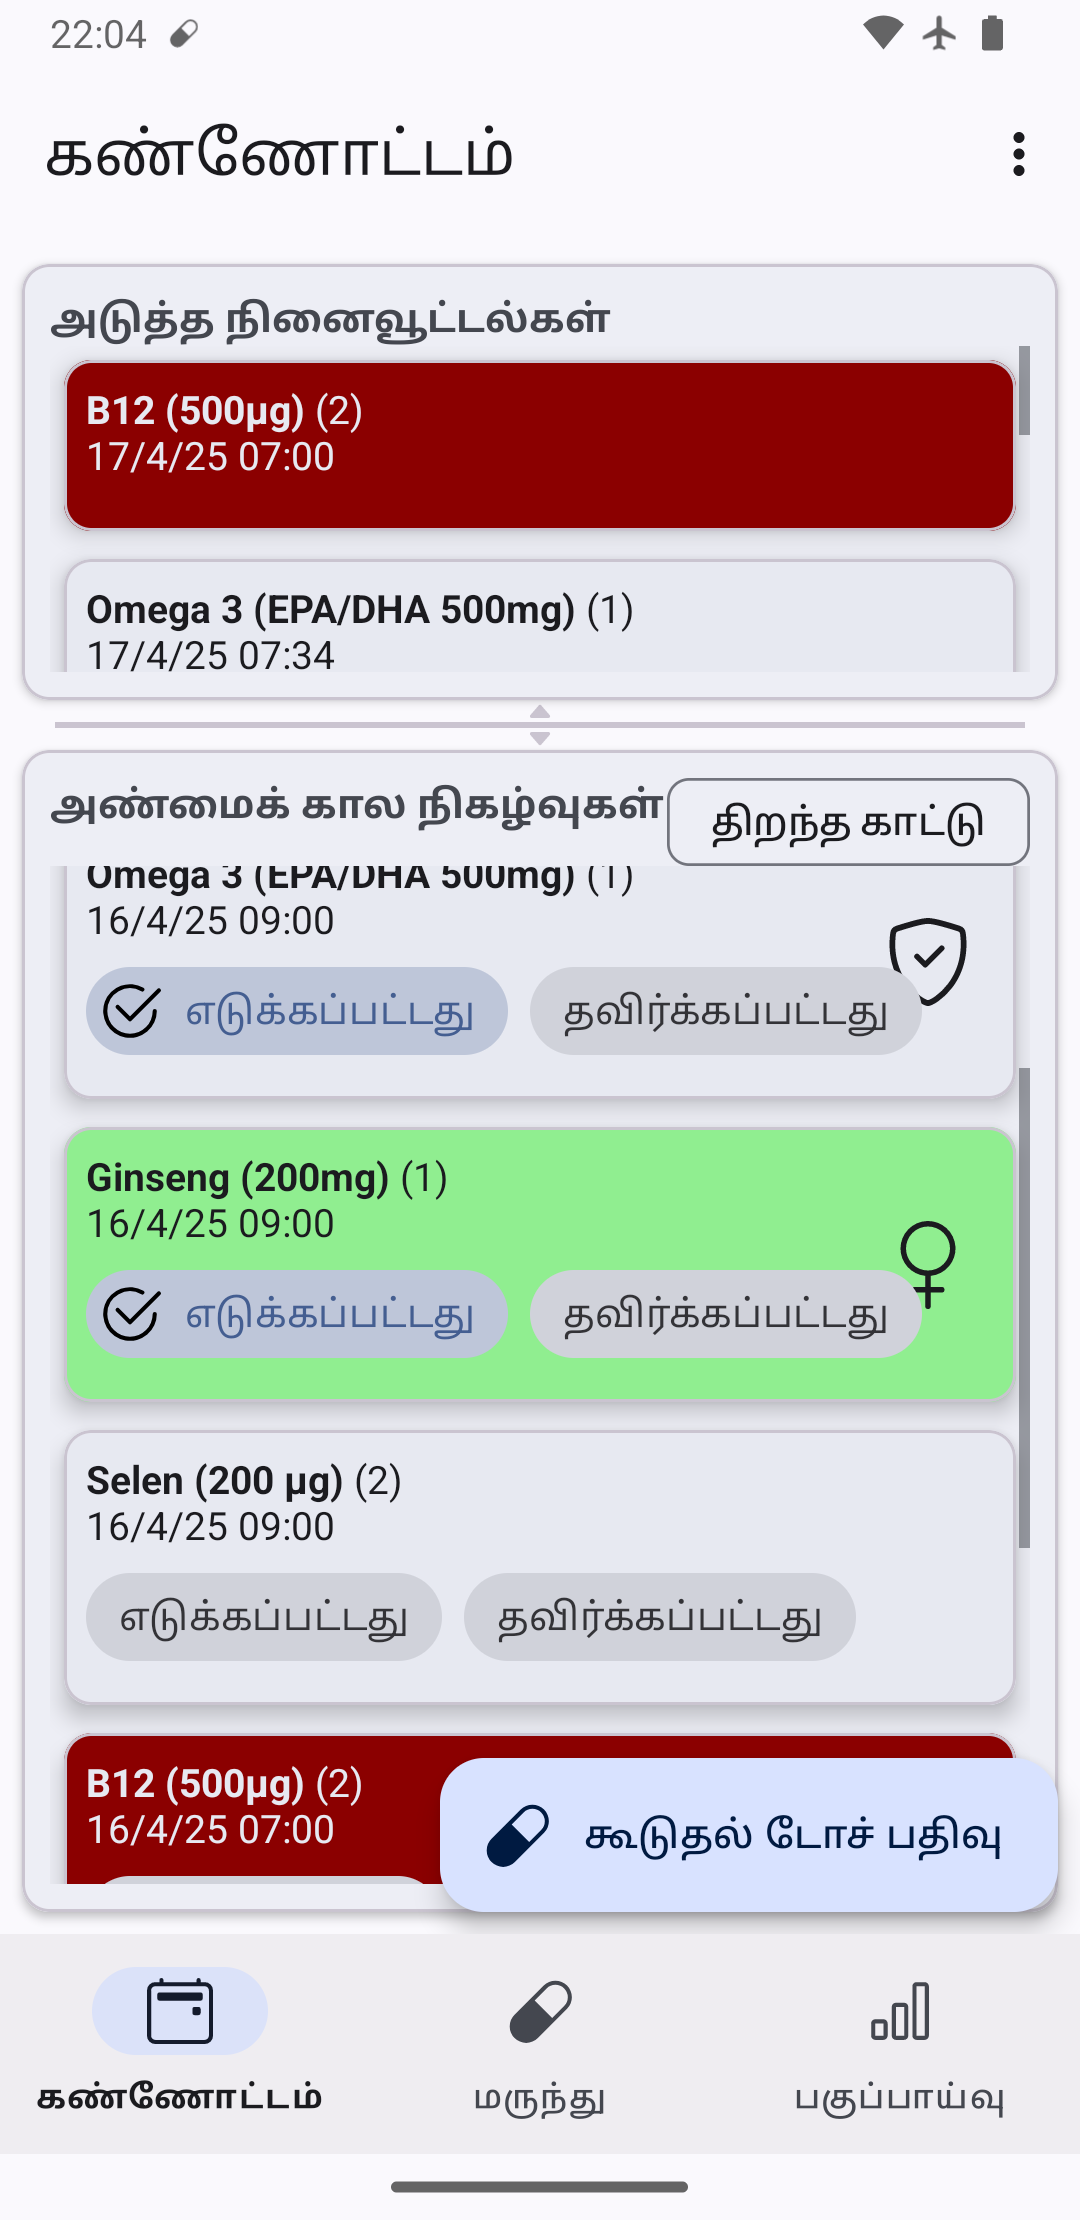 22:04
கண்ணோட்டம்
அடுத்த நினைவூட்டல்கள்
B12 (500µg) (2)
17/4/25 07:00
Omega 3 (EPA/DHA 500mg) (1)
17/4/25 07:34
அண்மைக் கால நிகழ்வுகள்
திறந்த காட்டு
Omega 3 (EPA/DHA 500mg) (1)
16/4/25 09:00
எடுக்கப்பட்டது
தவிர்க்கப்பட்டது
Ginseng (200mg) (1)
16/4/25 09:00
எடுக்கப்பட்டது
தவிர்க்கப்பட்டது
Selen (200 µg) (2)
16/4/25 09:00
எடுக்கப்பட்டது
தவிர்க்கப்பட்டது
B12 (500µg) (2)
16/4/25 07:00
கூடுதல் டோச் பதிவு
கண்ணோட்டம்
மருந்து
பகுப்பாய்வு